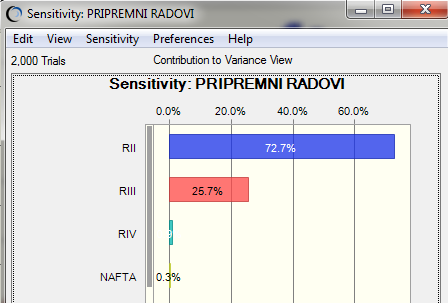 Sensitivity: PRIPREMNI RADOVI
Edit View Sensitivity Preferences Help
2,000 Trials Contribution to Variance View
Sensitivity: PRIPREMNI RADOVI
0.0% 20.0% 40.0% 60.0%
RII 72.7%
RIII 25.7%
RIV
NAFTA 0.3%